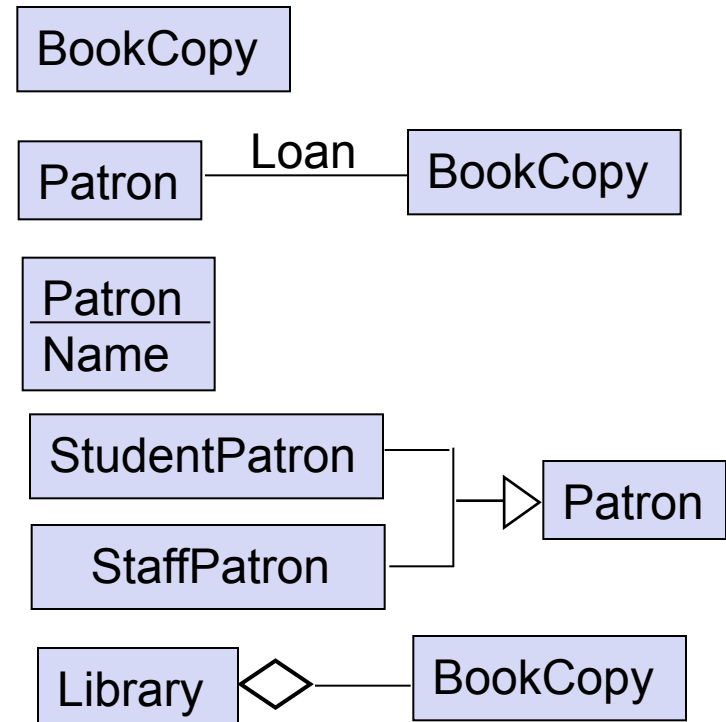 BookCopy
Loan
Patron
BookCopy
Patron
Name
StudentPatron
Patron
StaffPatron
Library
BookCopy